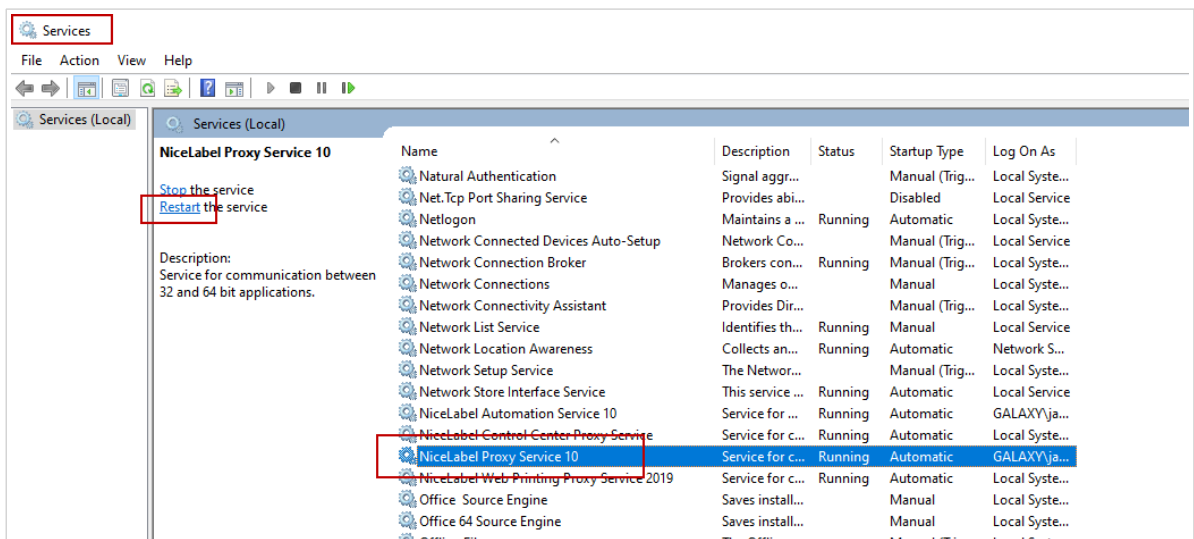 Services
File Action View Help
Services (Local)
Services (Local)
NiceLabel Proxy Service 10
Stop the service
Restart the service
Description:
Service for communication between
32 and 64 bit applications.
Name Description Status Startup Type Log On As
Natural Authentication Signal aggr... Manual (Trig... Local Syste...
Net.Tcp Port Sharing Service Provides abi... Disabled Local Service
Netlogon Maintains a ... Running Automatic Local Syste...
Network Connected Devices Auto-Setup Network Co... Manual (Trig... Local Service
Network Connection Broker Brokers con... Running Manual (Trig... Local Syste...
Network Connections Manages o... Manual Local Syste...
Network Connectivity Assistant Provides Dir... Manual (Trig... Local Syste...
Network List Service Identifies th... Running Manual Local Service
Network Location Awareness Collects an... Running Automatic Network S...
Network Setup Service The Networ... Manual (Trig... Local Syste...
Network Store Interface Service This service ... Running Automatic Local Service
NiceLabel Automation Service 10 Service for ... Running Automatic GALAXY\ja...
NiceLabel Control Center Proxy Service Service for c... Running Automatic Local Syste...
NiceLabel Proxy Service 10 Service for c... Running Automatic GALAXY\ja...
NiceLabel Web Printing Proxy Service 2019 Service for c... Running Automatic Local Syste...
Office Source Engine Saves install... Manual Local Syste...
Office 64 Source Engine Saves install... Manual Local Syste...